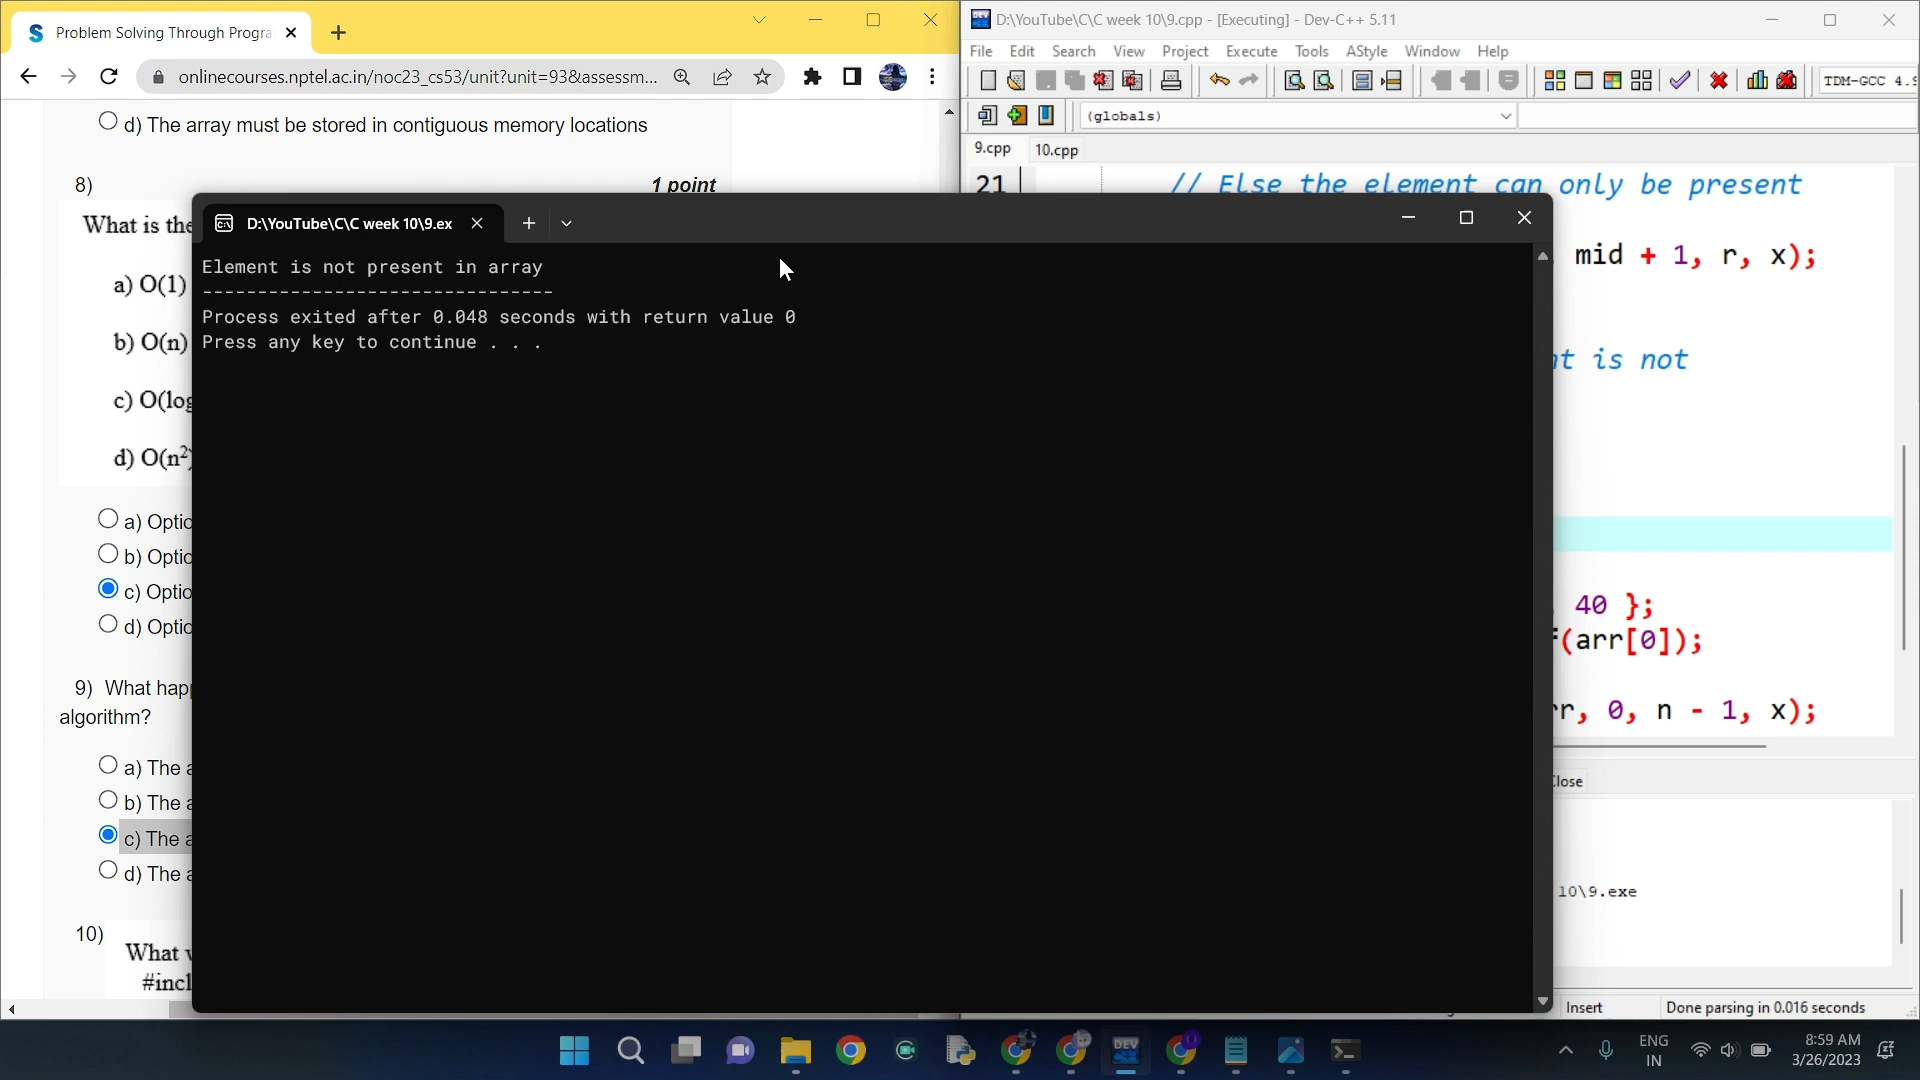 Problem Solving Through Progra
onlinecourses.nptel.ac.in/noc23_cs53/unit?unit=93&assessm...
d) The array must be stored in contiguous memory locations
8)
1 point
What is the
a) O(1)
b) O(n)
c) O(log
d) O(n²)
a) Optio
b) Optio
c) Optio
d) Optio
9) What hap
algorithm?
a) The a
b) The a
c) The a
d) The a
10)
What w
#incl
D:\YouTube\C\C week 10\9.ex
Element is not present in array
--------------------------------
Process exited after 0.048 seconds with return value 0
Press any key to continue . . .
D:\YouTube\C\C week 10\9.cpp - [Executing] - Dev-C++ 5.11
File Edit Search View Project Execute Tools AStyle Window Help
TDM-GCC 4.9
(globals)
9.cpp 10.cpp
21 // Else the element can only be present
mid + 1, r, x);
nt is not
40 };
f(arr[0]);
rr, 0, n - 1, x);
Close
10\9.exe
Insert Done parsing in 0.016 seconds
DEV
ENG
IN
8:59 AM
3/26/2023